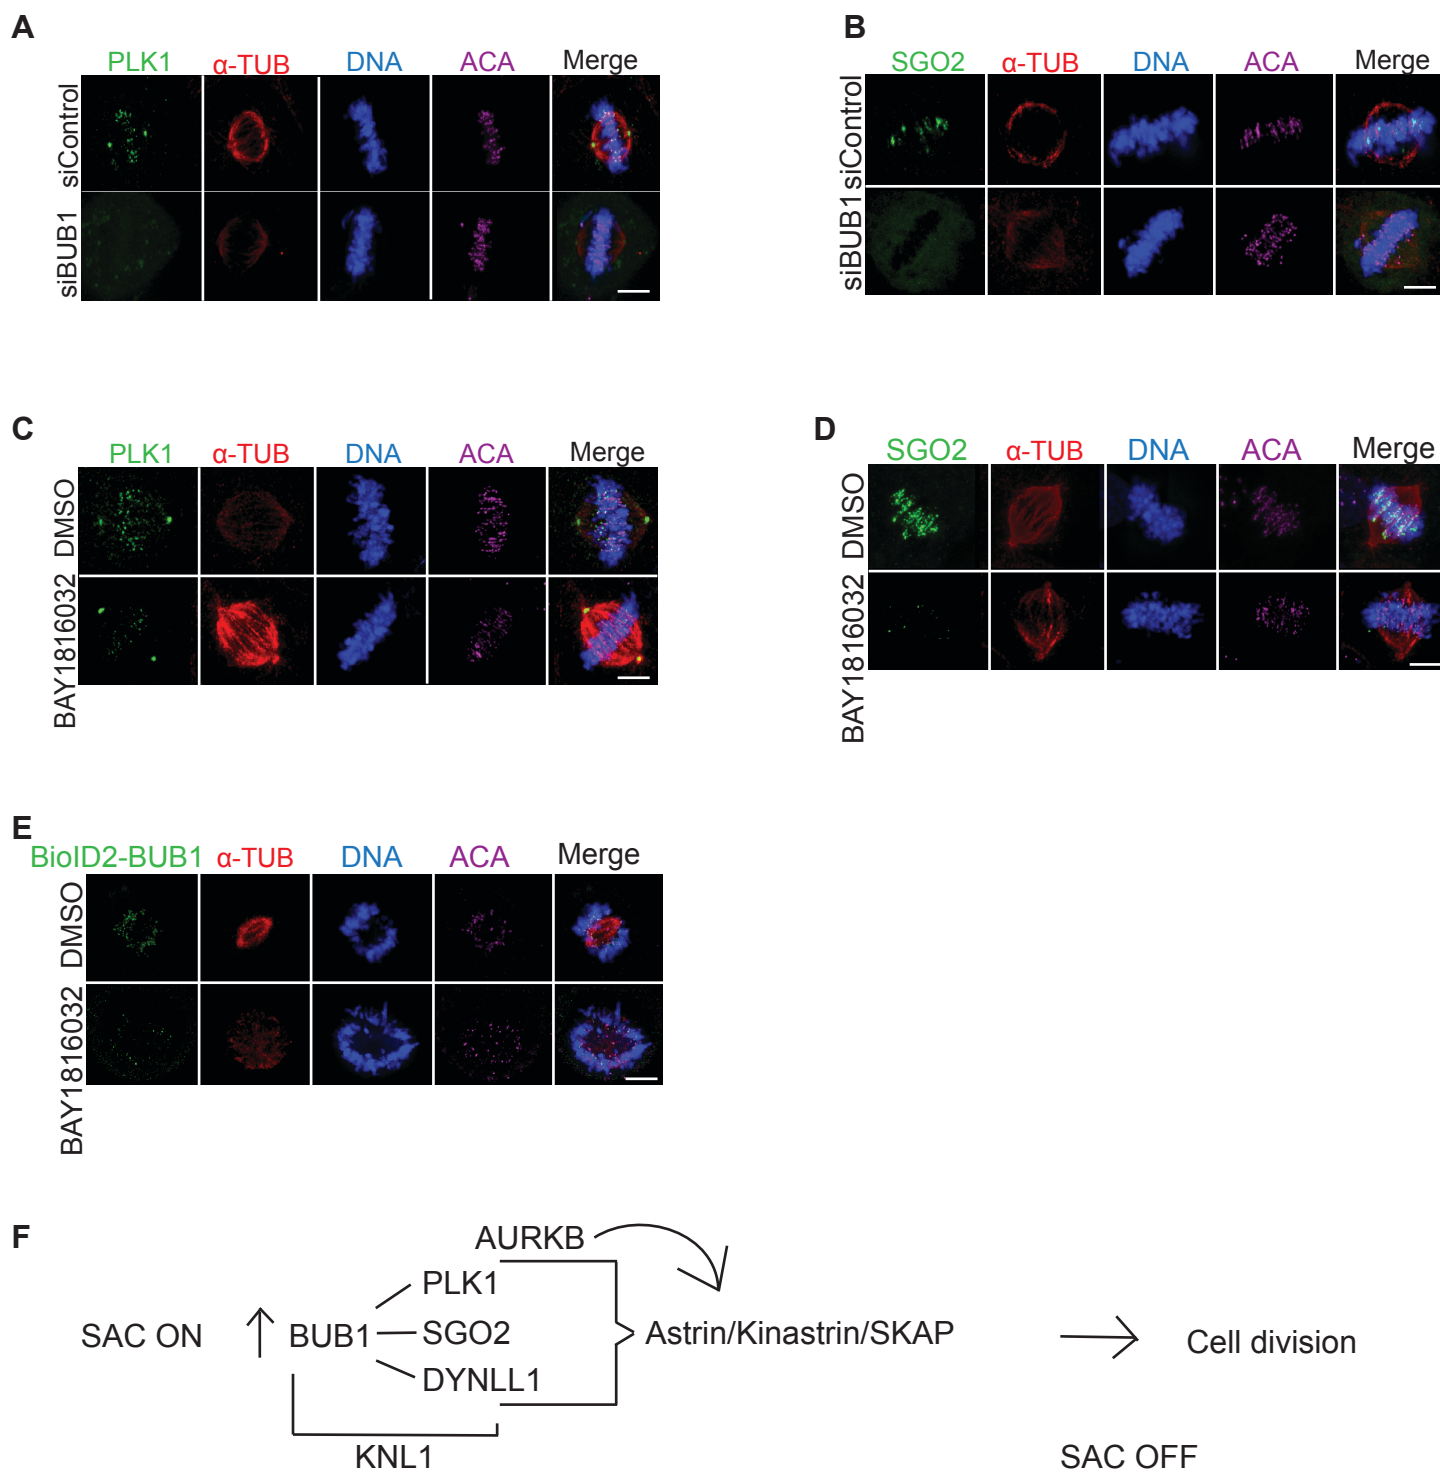 A
PLK1 α-TUB DNA ACA Merge
siControl
siBUB1
B
SGO2 α-TUB DNA ACA Merge
siControl
siBUB1
C
PLK1 α-TUB DNA ACA Merge
DMSO
BAY1816032
D
SGO2 α-TUB DNA ACA Merge
DMSO
BAY1816032
E
BioID2-BUB1 α-TUB DNA ACA Merge
DMSO
BAY1816032
F
AURKB
PLK1
SAC ON BUB1 SGO2 Astrin/Kinastrin/SKAP Cell division
DYNLL1
KNL1 SAC OFF